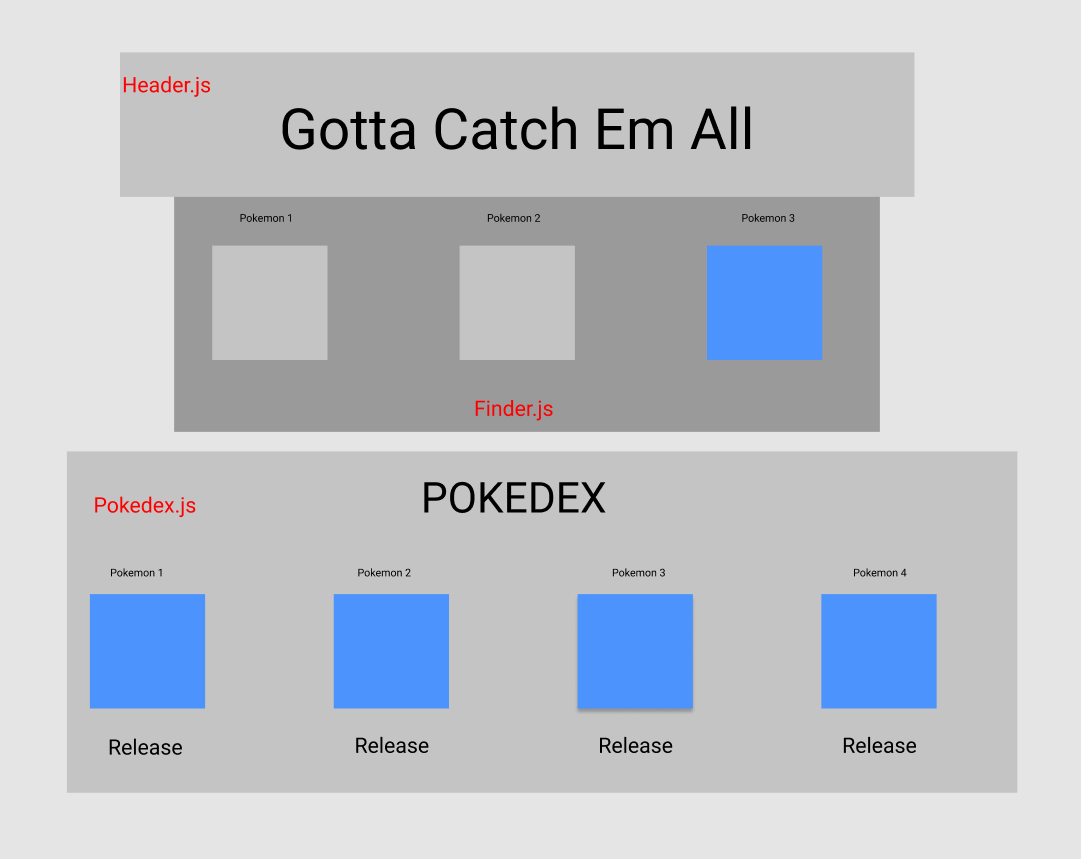 Header.js
Gotta Catch Em All
Pokemon 1
Pokemon 2
Pokemon 3
Finder.js
Pokedex.js
POKEDEX
Pokemon 1
Pokemon 2
Pokemon 3
Pokemon 4
Release
Release
Release
Release